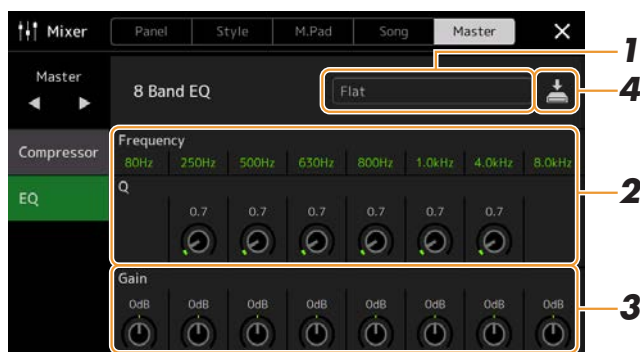 Mixer Panel Style M.Pad Song Master
1
Master
8 Band EQ Flat
4
Compressor
Frequency
80Hz 250Hz 500Hz 630Hz 800Hz 1.0kHz 4.0kHz 8.0kHz
EQ
Q
2
0.7 0.7 0.7 0.7 0.7 0.7
Gain
0dB 0dB 0dB 0dB 0dB 0dB 0dB 0dB
3